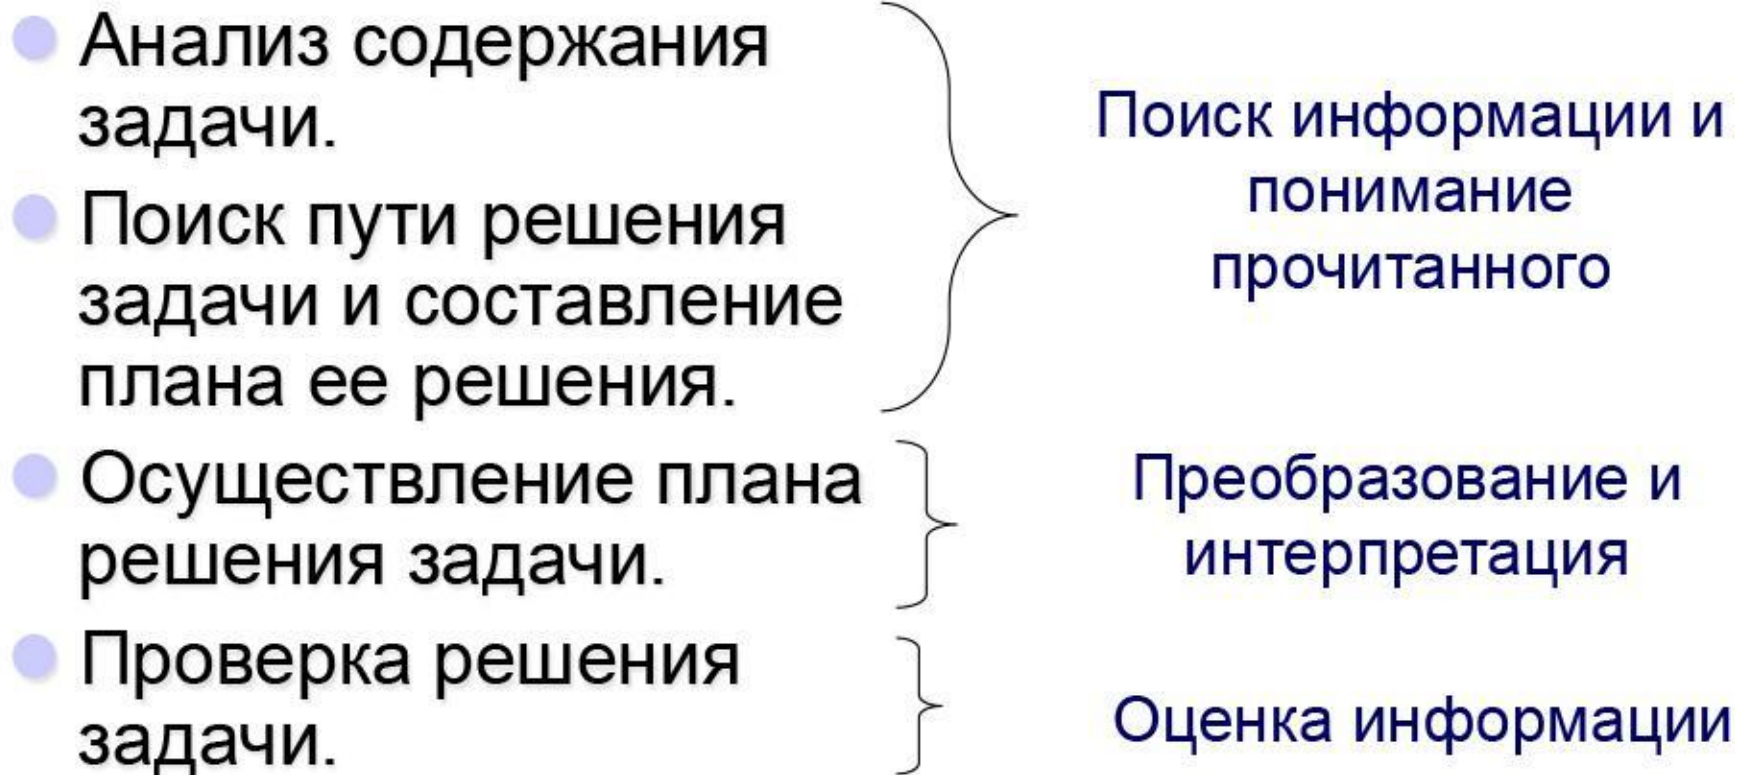 Анализ содержания
задачи.
Поиск пути решения
задачи и составление
плана ее решения.
Поиск информации и
понимание
прочитанного
Осуществление плана
решения задачи.
Преобразование и
интерпретация
Проверка решения
задачи.
Оценка информации